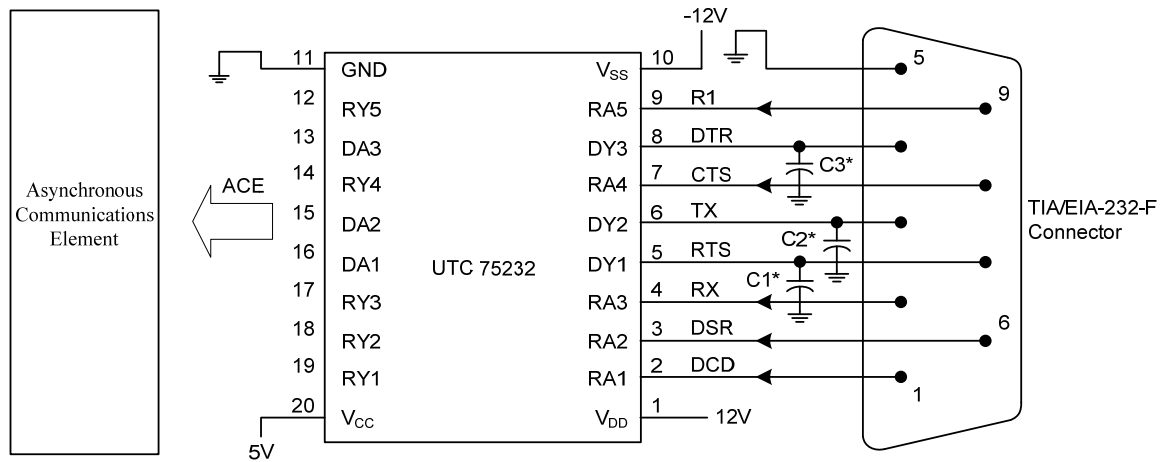 Asynchronous
Communications
Element
ACE
UTC 75232
11 GND
12 RY5
13 DA3
14 RY4
15 DA2
16 DA1
17 RY3
18 RY2
19 RY1
20 VCC
5V
-12V
VSS 10
RA5 9 R1
DY3 8 DTR
RA4 7 CTS
DY2 6 TX
DY1 5 RTS
RA3 4 RX
RA2 3 DSR
RA1 2 DCD
VDD 1 12V
C3*
C2*
C1*
5
9
6
1
TIA/EIA-232-F
Connector